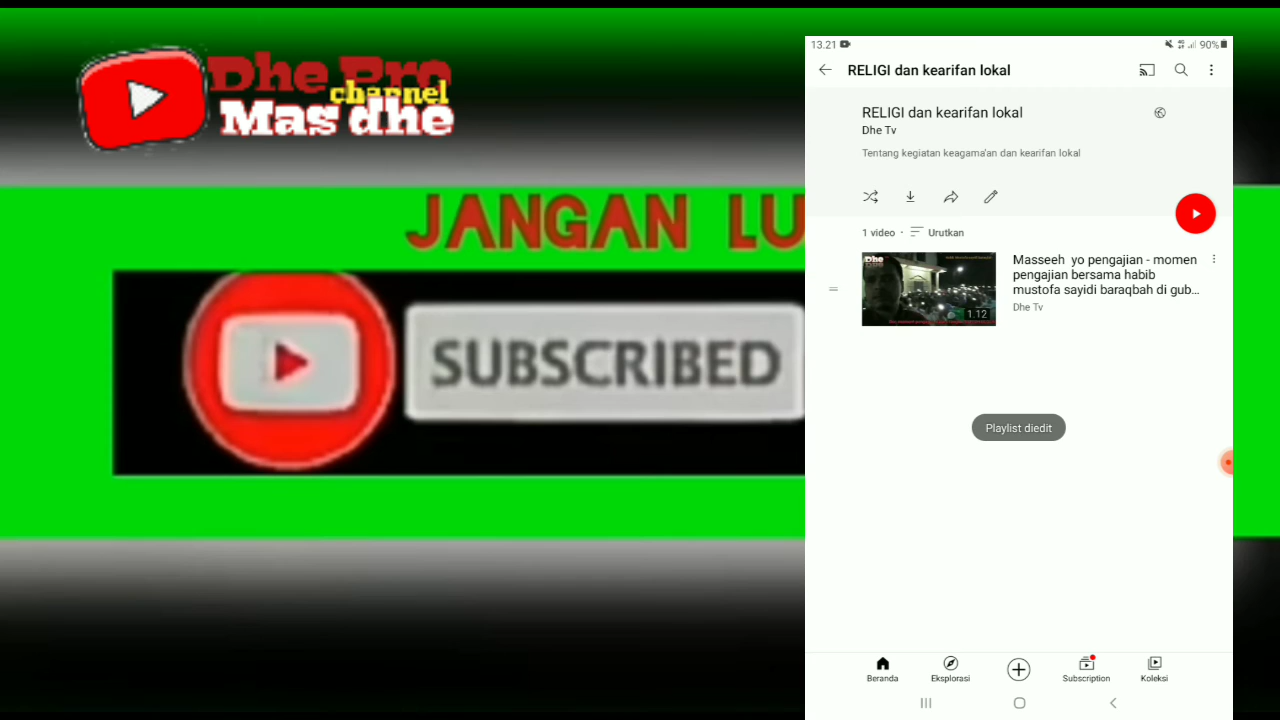 Dhe Pro
channel
Mas dhe
JANGAN LU
SUBSCRIBED
13.21
90%
RELIGI dan kearifan lokal
RELIGI dan kearifan lokal
Dhe Tv
Tentang kegiatan keagama'an dan kearifan lokal
1 video · Urutkan
Dhe
1.12
Masseeh yo pengajian - momen
pengajian bersama habib
mustofa sayidi baraqbah di gub...
Dhe Tv
Playlist diedit
Beranda
Eksplorasi
Subscription
Koleksi